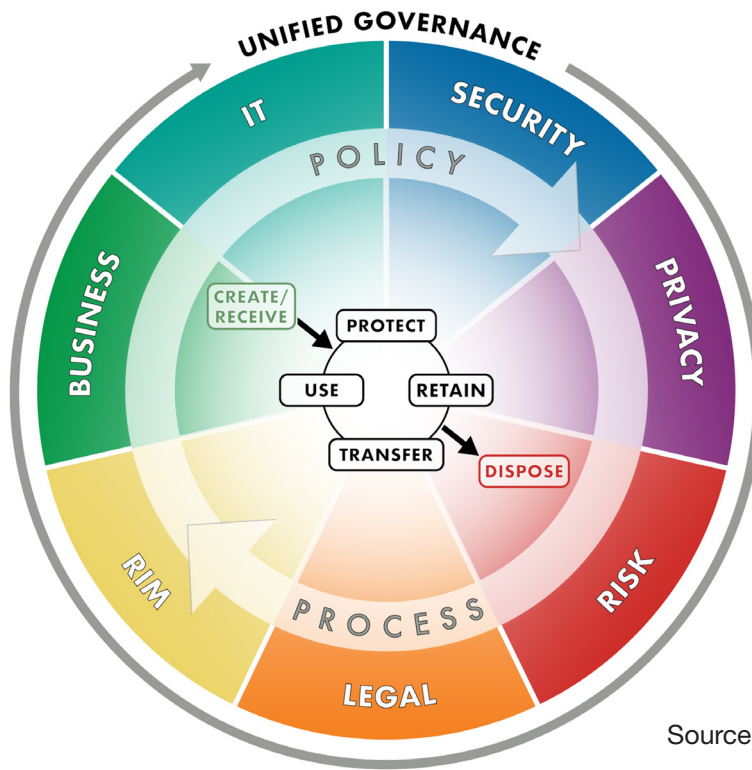 UNIFIED GOVERNANCE
IT
SECURITY
POLICY
BUSINESS
PRIVACY
CREATE/
RECEIVE
PROTECT
USE
RETAIN
TRANSFER
DISPOSE
RIM
RISK
PROCESS
LEGAL
Source